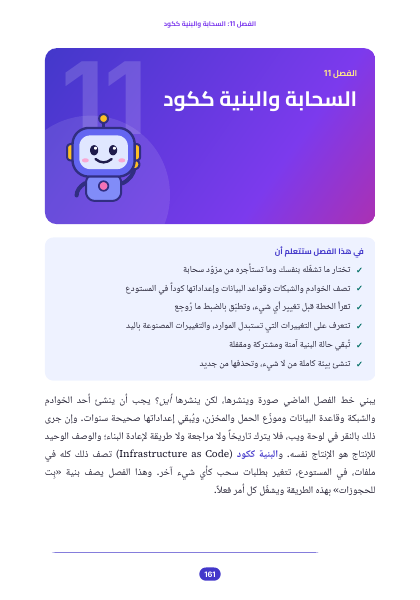 الفصل 11: السحابة والبنية ككود
11
الفصل 11
السحابة والبنية ككود
في هذا الفصل ستتعلم أن
✓ تختار ما تشغّله بنفسك وما تستأجره من مزوّد سحابة
✓ تصف الخوادم والشبكات وقواعد البيانات وإعداداتها كوداً في المستودع
✓ تقرأ الخطة قبل تغيير أي شيء، وتطبّق بالضبط ما رُوجع
✓ تتعرف على التغييرات التي تستبدل الموارد، والتغييرات المصنوعة باليد
✓ تُبقي حالة البنية آمنة ومشتركة ومقفلة
✓ تنشئ بيئة كاملة من لا شيء، وتحذفها من جديد
يبني خط الفصل الماضي صورة وينشرها، لكن ينشرها أين؟ يجب أن ينشئ أحد الخوادم
والشبكة وقاعدة البيانات وموزّع الحمل والمخزن، ويُبقي إعداداتها صحيحة سنوات. وإن جرى
ذلك بالنقر في لوحة ويب، فلا يترك تاريخاً ولا مراجعة ولا طريقة لإعادة البناء؛ والوصف الوحيد
للإنتاج هو الإنتاج نفسه. والبنية ككود (Infrastructure as Code) تصف ذلك كله في
ملفات، في المستودع، تتغير بطلبات سحب كأي شيء آخر. وهذا الفصل يصف بنية «بِت
للحجوزات» بهذه الطريقة ويشغّل كل أمر فعلاً.
161